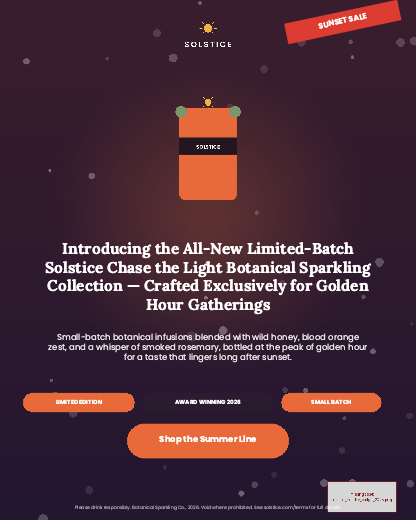 SUNSET SALE
SOLSTICE
SOLSTICE
Introducing the All-New Limited-Batch
Solstice Chase the Light Botanical Sparkling
Collection — Crafted Exclusively for Golden
Hour Gatherings
Small-batch botanical infusions blended with wild honey, blood orange
zest, and a whisper of smoked rosemary, bottled at the peak of golden hour
for a taste that lingers long after sunset.
LIMITED EDITION
AWARD WINNING 2026
SMALL BATCH
Shop the Summer Line
Please drink responsibly. Botanical Sparkling Co., 2026. Void where prohibited. See solstice.com/terms for full